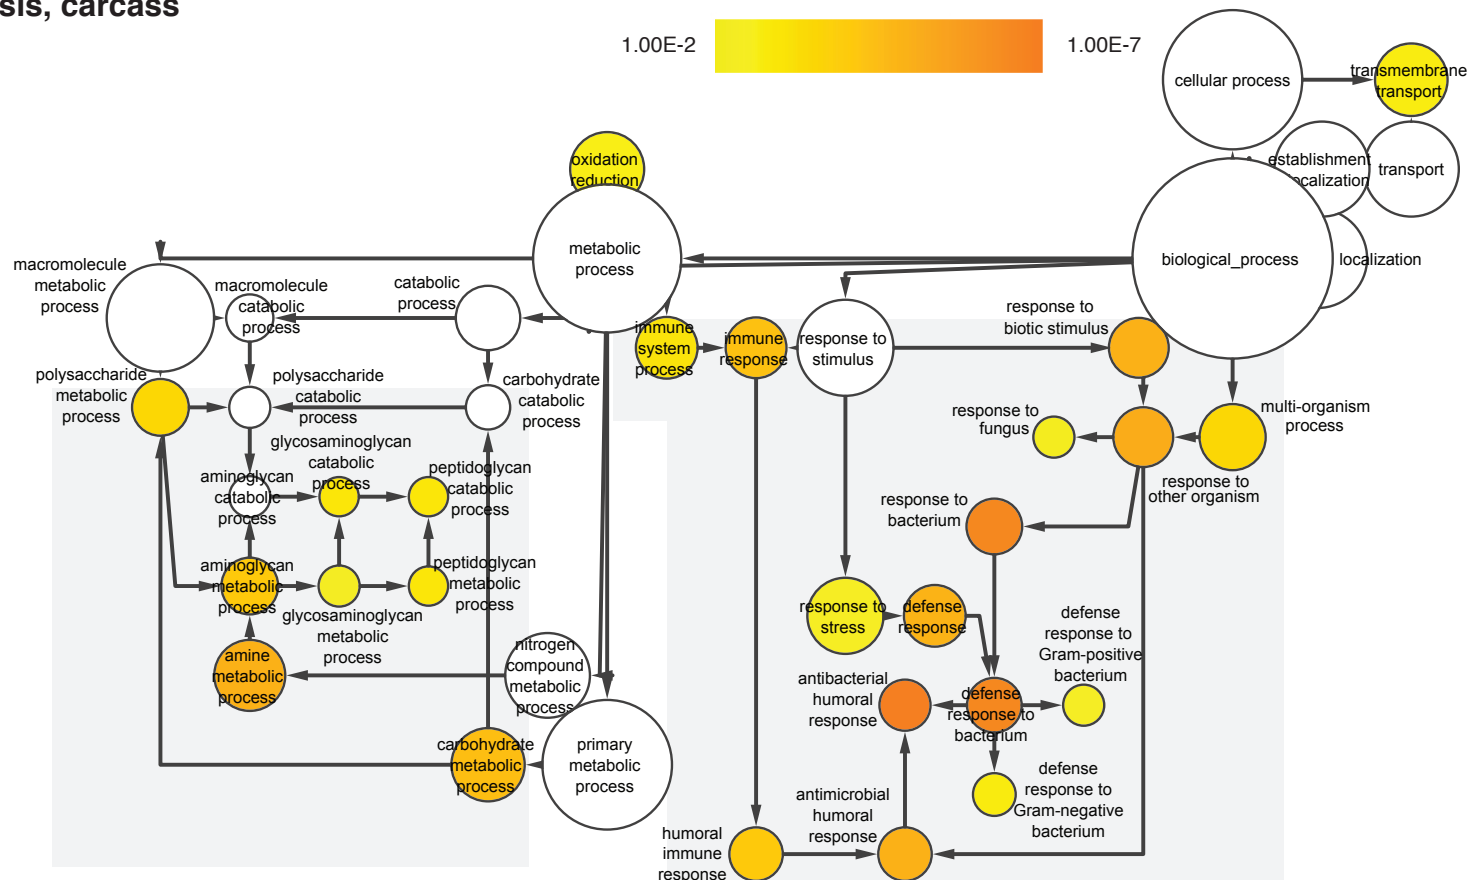 sis, carcass
1.00E-2
1.00E-7
cellular process
transmembrane
transport
establishment
localization
transport
oxidation
reduction
metabolic
process
biological_process
localization
macromolecule
metabolic
process
macromolecule
catabolic
process
catabolic
process
immune
system
process
immune
response
response to
stimulus
response to
biotic stimulus
polysaccharide
metabolic
process
polysaccharide
catabolic
process
carbohydrate
catabolic
process
response to
fungus
multi-organism
process
response to
other organism
glycosaminoglycan
catabolic
process
peptidoglycan
catabolic
process
aminoglycan
catabolic
process
response to
bacterium
aminoglycan
metabolic
process
glycosaminoglycan
metabolic
process
peptidoglycan
metabolic
process
response to
stress
defense
response
defense
response to
Gram-positive
bacterium
amine
metabolic
process
nitrogen
compound
metabolic
process
antibacterial
humoral
response
defense
response to
bacterium
carbohydrate
metabolic
process
primary
metabolic
process
defense
response to
Gram-negative
bacterium
antimicrobial
humoral
response
humoral
immune
response